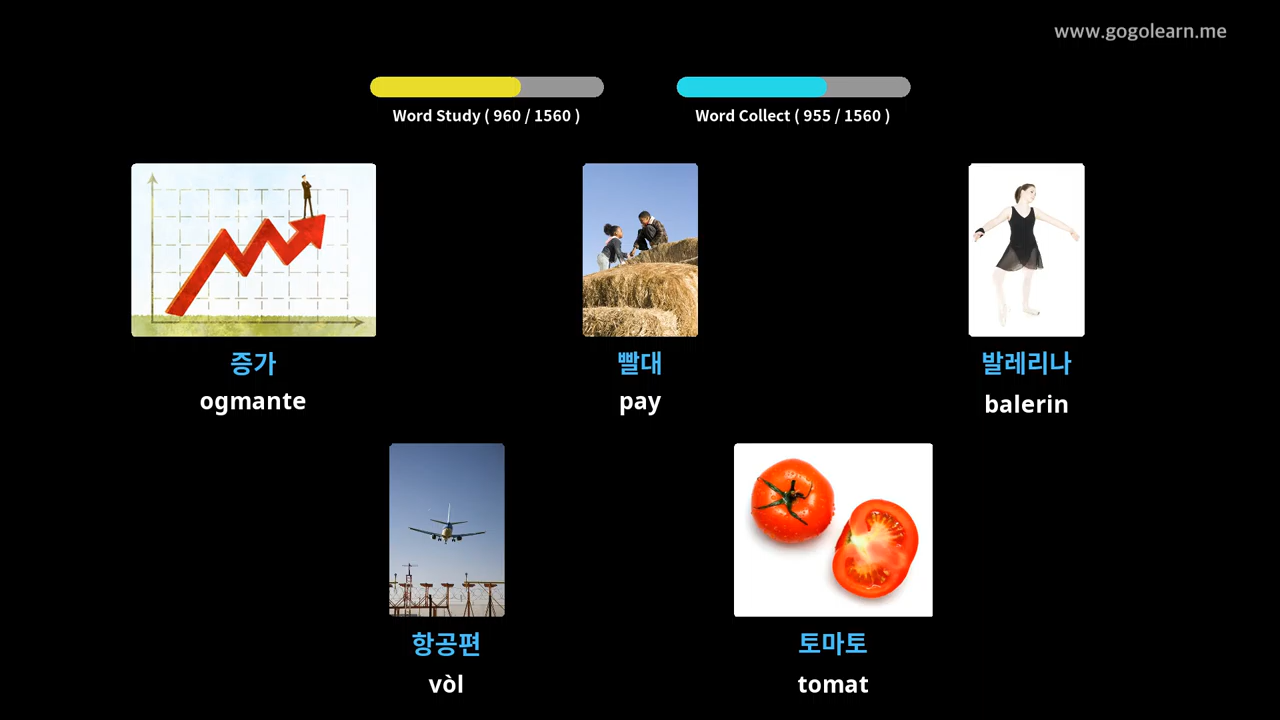 www.gogolearn.me
Word Study ( 960 / 1560 )
Word Collect ( 955 / 1560 )
증가
ogmante
빨대
pay
발레리나
balerin
항공편
vòl
토마토
tomat